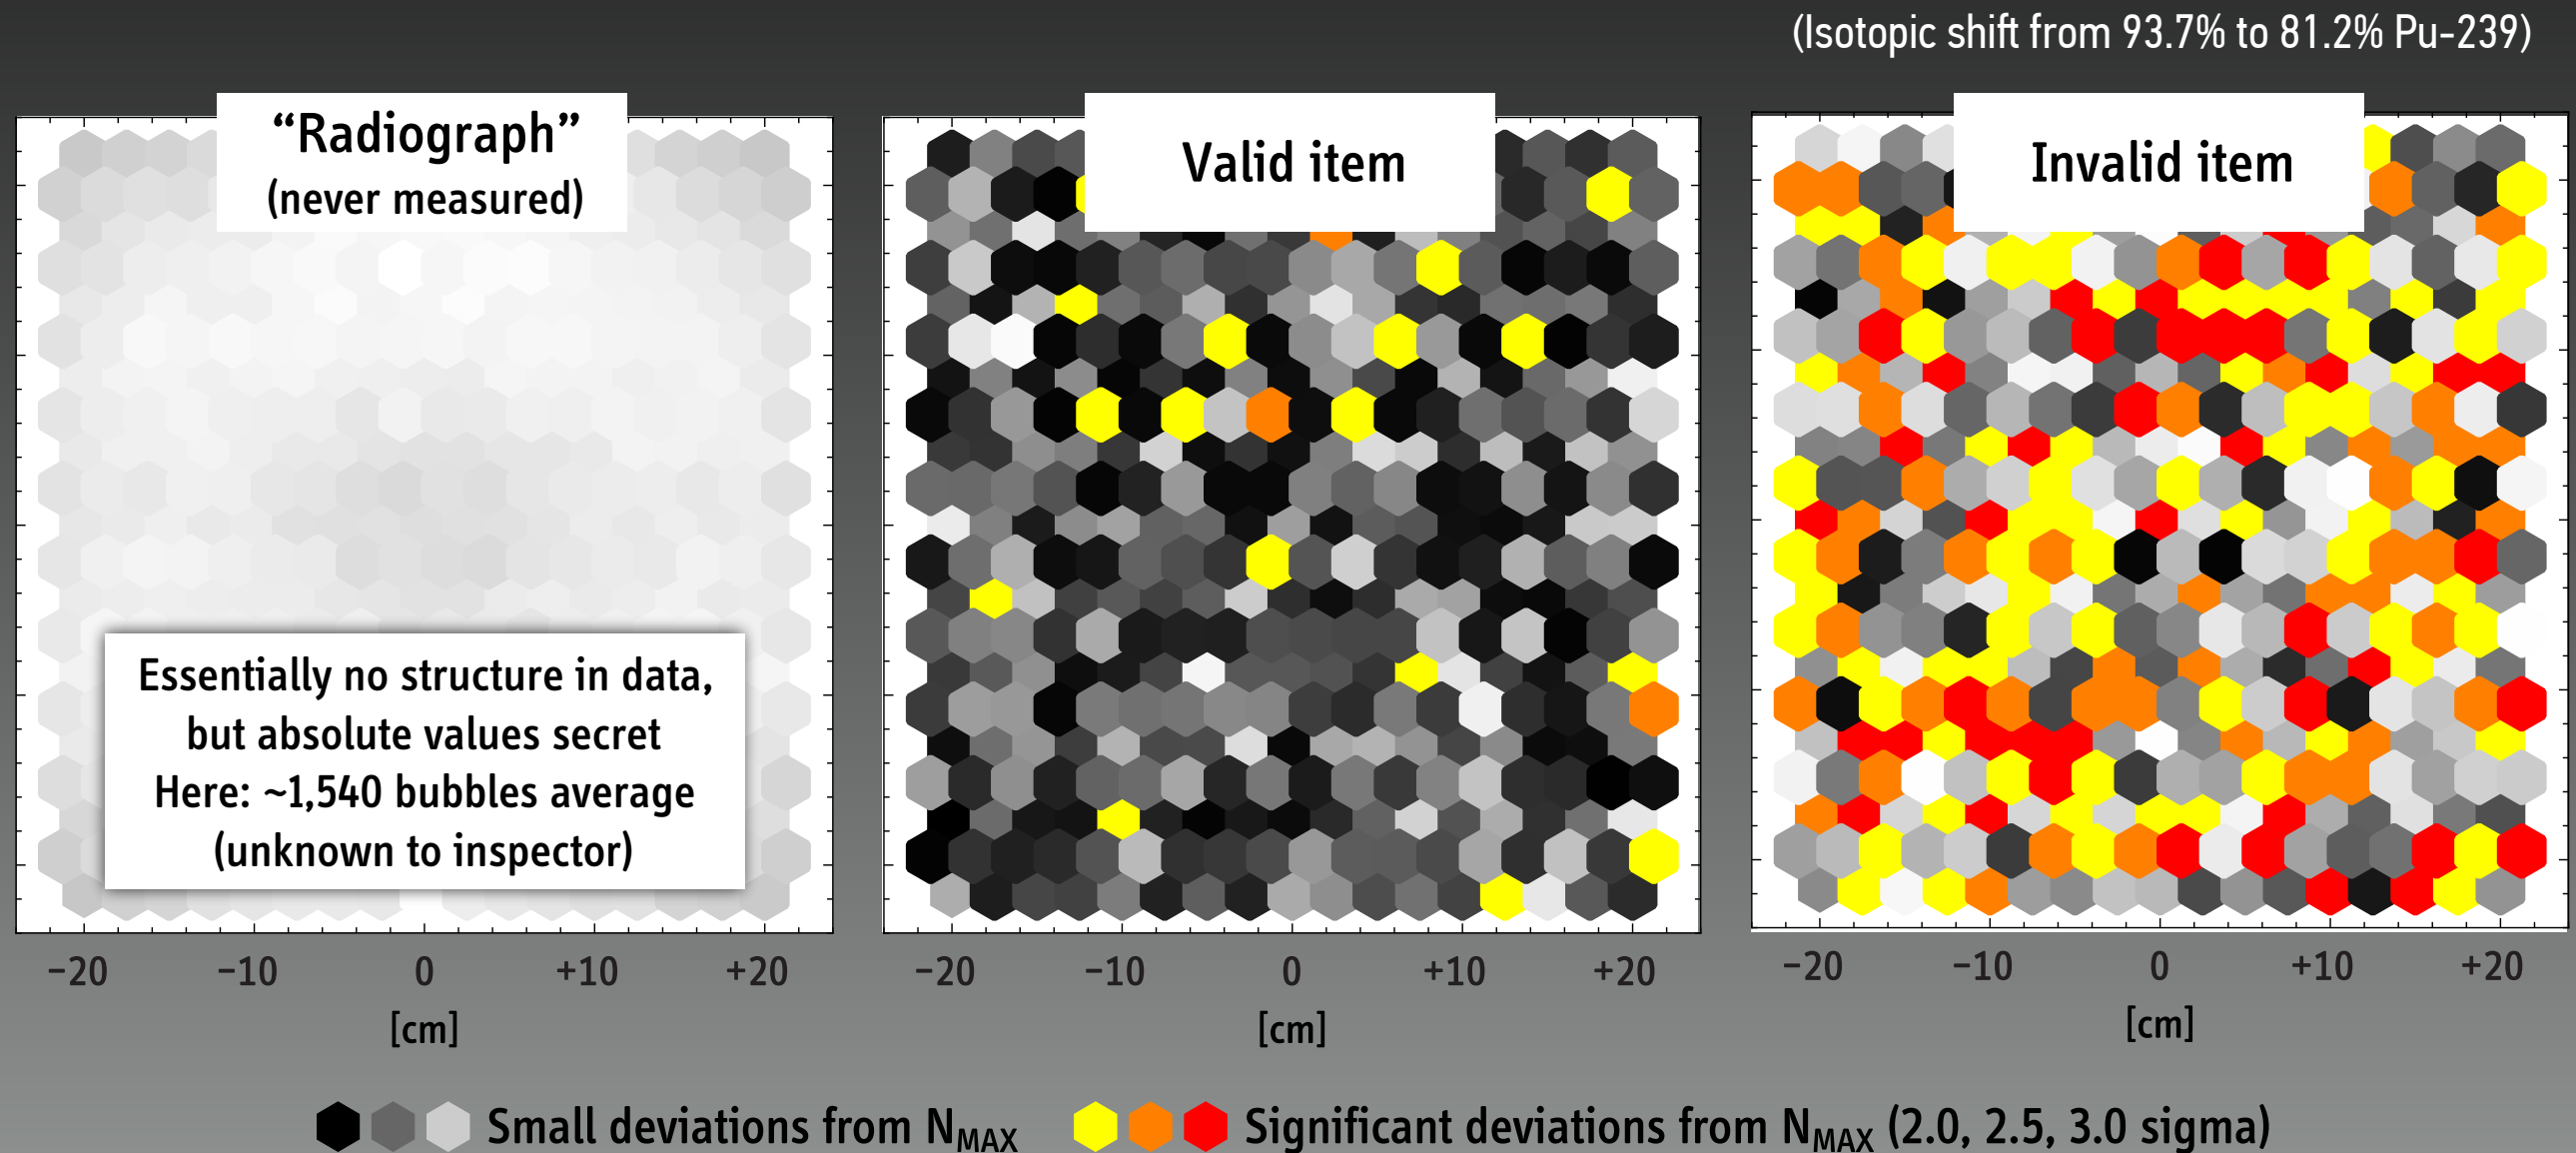 (Isotopic shift from 93.7% to 81.2% Pu-239)
“Radiograph”
(never measured)
Valid item
Invalid item
Essentially no structure in data,
but absolute values secret
Here: ~1,540 bubbles average
(unknown to inspector)
−20 −10 0 +10 +20
[cm]
−20 −10 0 +10 +20
[cm]
−20 −10 0 +10 +20
[cm]
Small deviations from NMAX
Significant deviations from NMAX (2.0, 2.5, 3.0 sigma)